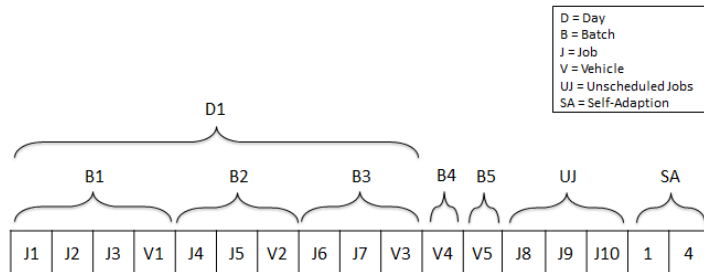 D = Day
B = Batch
J = Job
V = Vehicle
UJ = Unscheduled Jobs
SA = Self-Adaption
D1
B1 B2 B3 B4 B5 UJ SA
J1 J2 J3 V1 J4 J5 V2 J6 J7 V3 V4 V5 J8 J9 J10 1 4